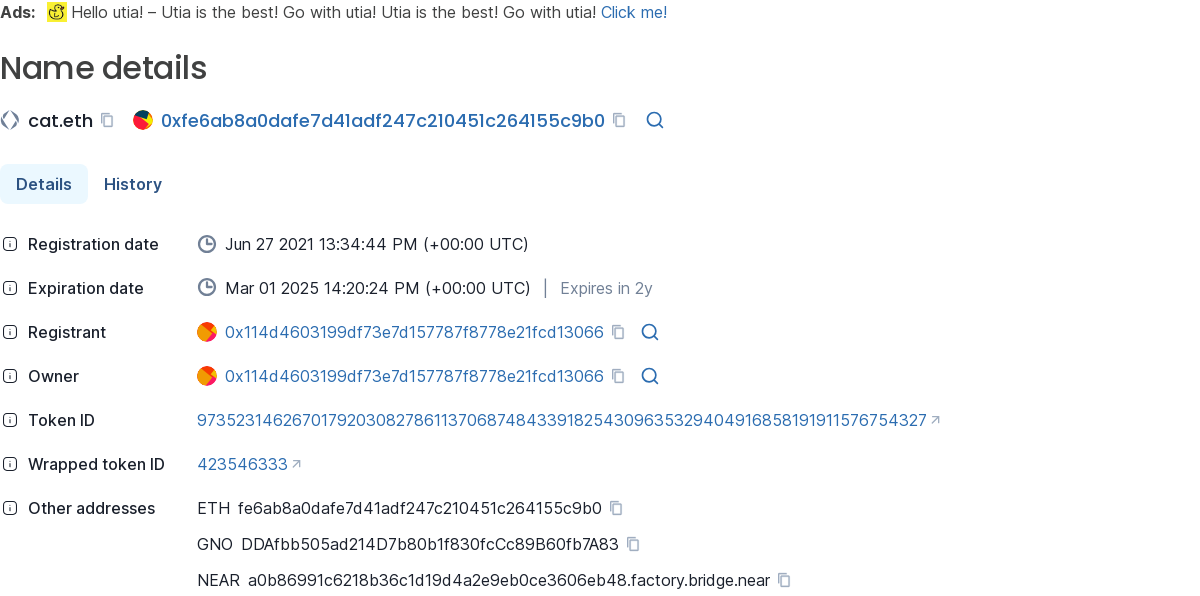 Ads: Hello utia! – Utia is the best! Go with utia! Utia is the best! Go with utia! Click me!
Name details
cat.eth 0xfe6ab8a0dafe7d41adf247c210451c264155c9b0
Details History
Registration date Jun 27 2021 13:34:44 PM (+00:00 UTC)
Expiration date Mar 01 2025 14:20:24 PM (+00:00 UTC) | Expires in 2y
Registrant 0x114d4603199df73e7d157787f8778e21fcd13066
Owner 0x114d4603199df73e7d157787f8778e21fcd13066
Token ID 97352314626701792030827861137068748433918254309635329404916858191911576754327
Wrapped token ID 423546333
Other addresses ETH fe6ab8a0dafe7d41adf247c210451c264155c9b0
GNO DDAfbb505ad214D7b80b1f830fcCc89B60fb7A83
NEAR a0b86991c6218b36c1d19d4a2e9eb0ce3606eb48.factory.bridge.near